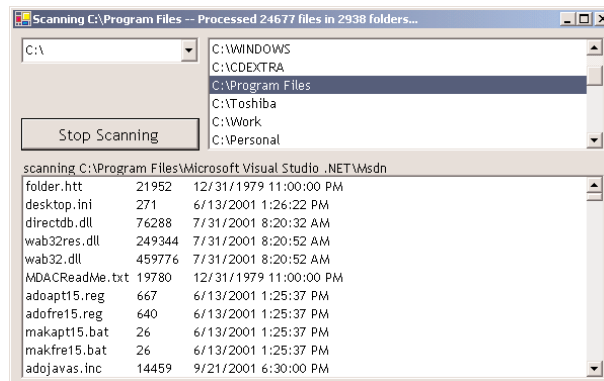 Scanning C:\Program Files -- Processed 24677 files in 2938 folders...
C:\
C:\WINDOWS
C:\CDEXTRA
C:\Program Files
C:\Toshiba
C:\Work
C:\Personal
Stop Scanning
scanning C:\Program Files\Microsoft Visual Studio .NET\Msdn
folder.htt 21952 12/31/1979 11:00:00 PM
desktop.ini 271 6/13/2001 1:26:22 PM
directdb.dll 76288 7/31/2001 8:20:32 AM
wab32res.dll 249344 7/31/2001 8:20:52 AM
wab32.dll 459776 7/31/2001 8:20:52 AM
MDACReadMe.txt 19780 12/31/1979 11:00:00 PM
adoapt15.reg 667 6/13/2001 1:25:37 PM
adofre15.reg 640 6/13/2001 1:25:37 PM
makapt15.bat 26 6/13/2001 1:25:37 PM
makfre15.bat 26 6/13/2001 1:25:37 PM
adojavas.inc 14459 9/21/2001 6:30:00 PM